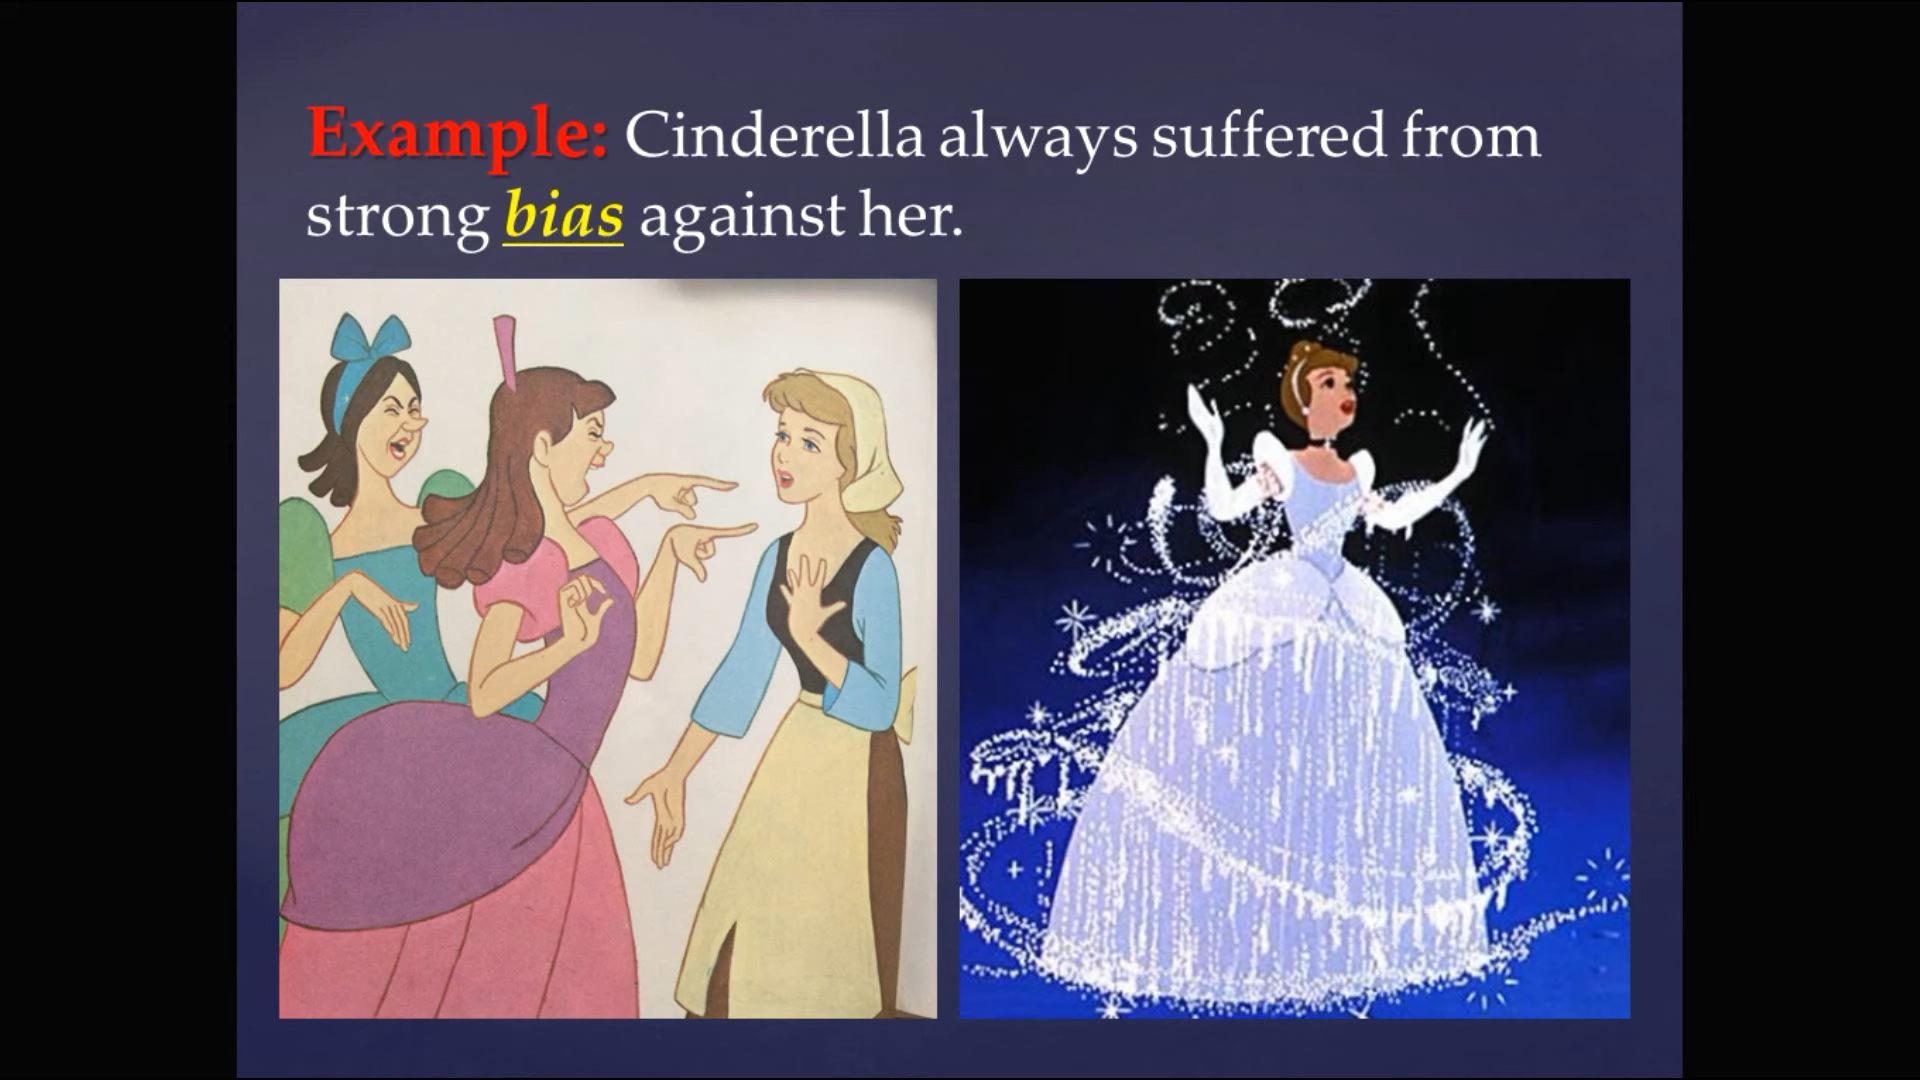 Example: Cinderella always suffered from
strong bias against her.